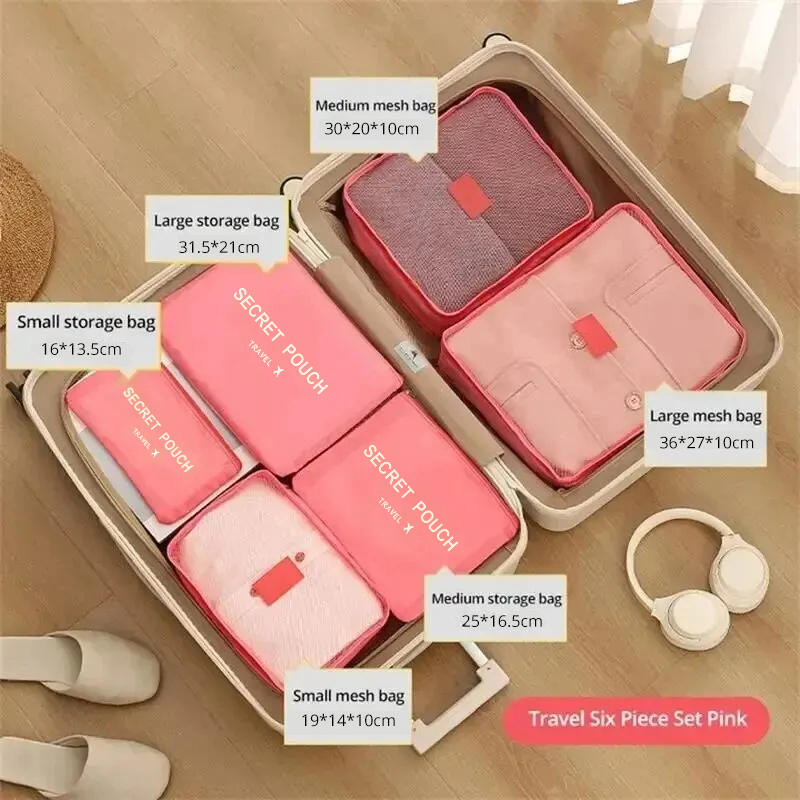 Medium mesh bag
30*20*10cm
Large storage bag
31.5*21cm
Small storage bag
16*13.5cm
SECRET POUCH
TRAVEL
SECRET POUCH
TRAVEL
SECRET POUCH
TRAVEL
Large mesh bag
36*27*10cm
Medium storage bag
25*16.5cm
Small mesh bag
19*14*10cm
Travel Six Piece Set Pink